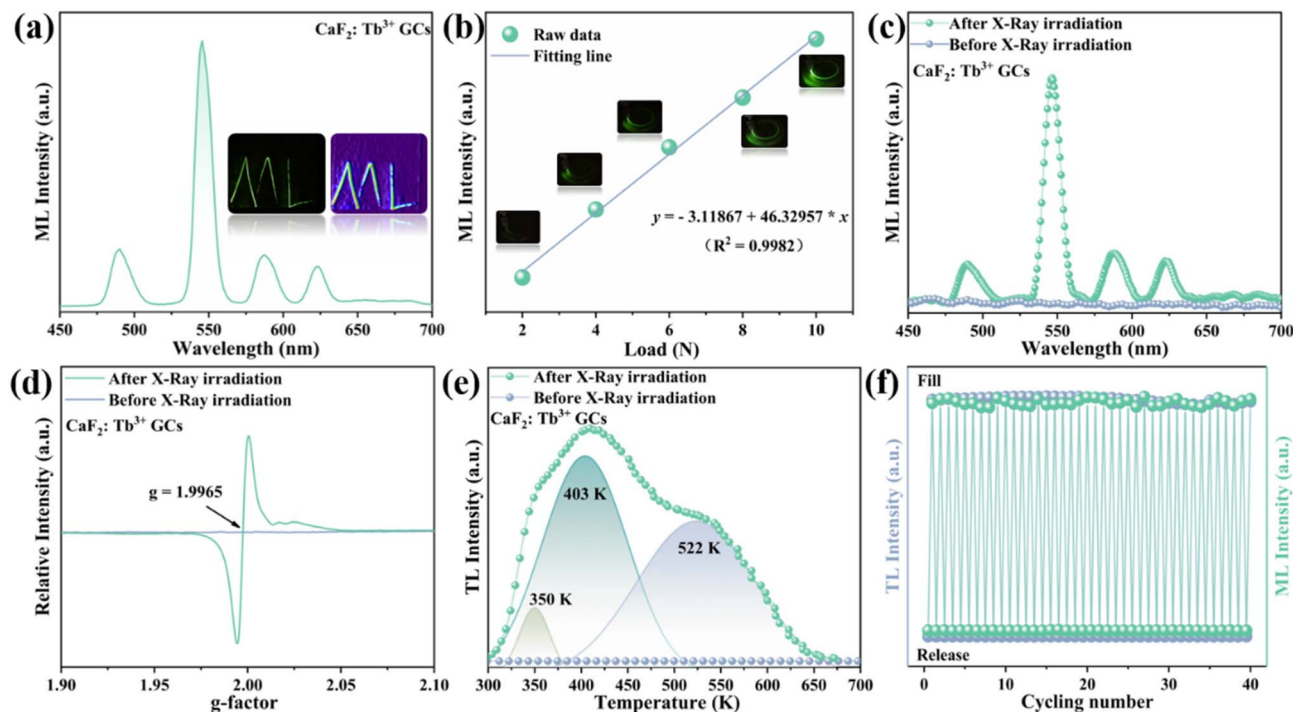 (a)
CaF₂: Tb³⁺ GCs
ML Intensity (a.u.)
450 500 550 600 650 700
Wavelength (nm)
(b)
Raw data
Fitting line
y = - 3.11867 + 46.32957 * x
（R² = 0.9982）
ML Intensity (a.u.)
2 4 6 8 10
Load (N)
(c)
After X-Ray irradiation
Before X-Ray irradiation
CaF₂: Tb³⁺ GCs
ML Intensity (a.u.)
450 500 550 600 650 700
Wavelength (nm)
(d)
After X-Ray irradiation
Before X-Ray irradiation
CaF₂: Tb³⁺ GCs
g = 1.9965
Relative Intensity (a.u.)
1.90 1.95 2.00 2.05 2.10
g-factor
(e)
After X-Ray irradiation
Before X-Ray irradiation
CaF₂: Tb³⁺ GCs
403 K
522 K
350 K
TL Intensity (a.u.)
300 350 400 450 500 550 600 650 700
Temperature (K)
(f)
Fill
Release
TL Intensity (a.u.)
ML Intensity (a.u.)
0 10 20 30 40
Cycling number